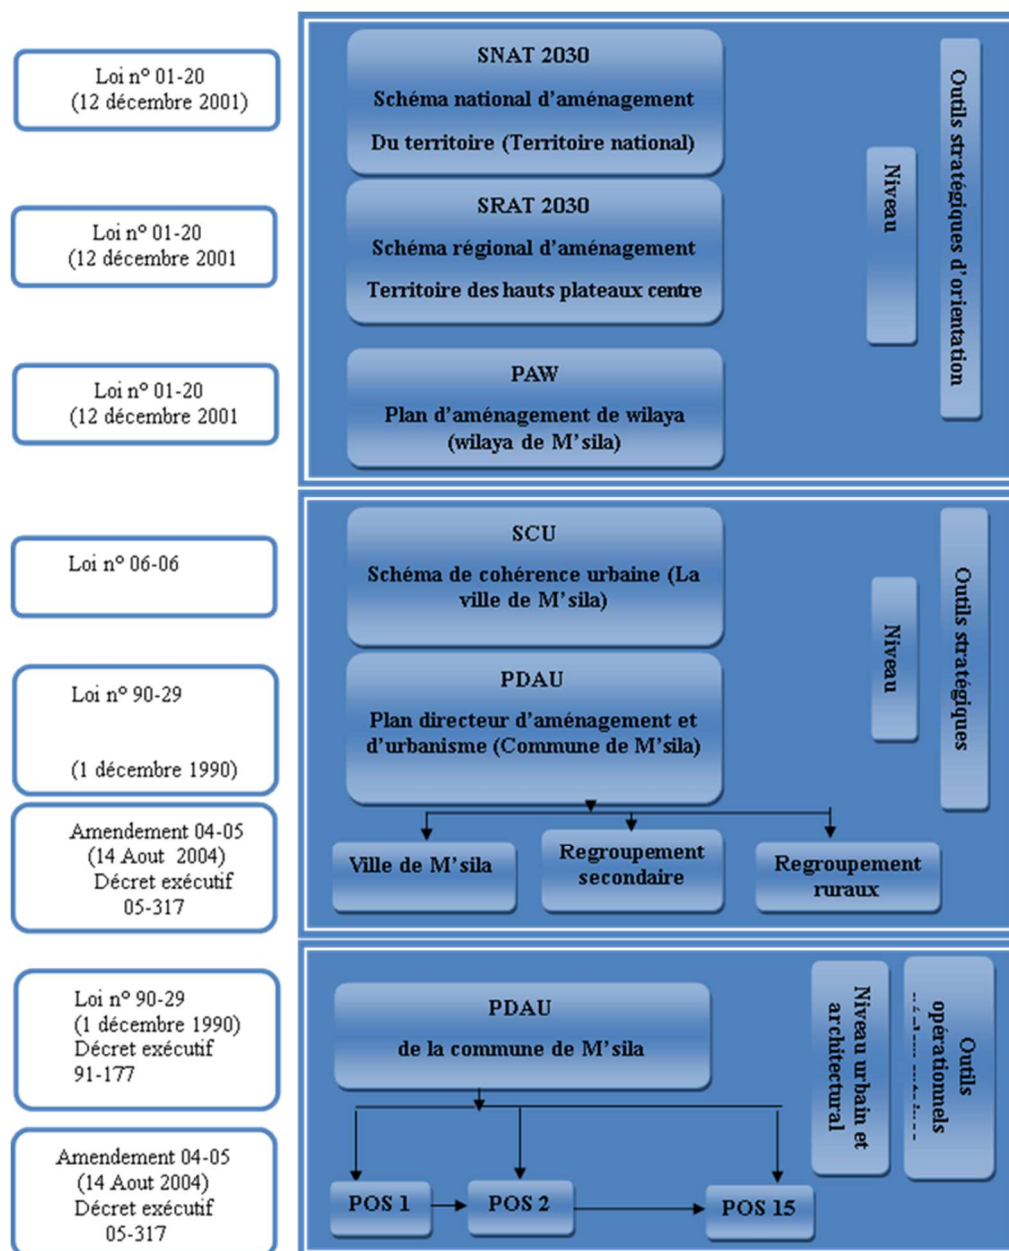 Loi nº 01-20
(12 décembre 2001)
SNAT 2030
Schéma national d'aménagement
Du territoire (Territoire national)
Loi nº 01-20
(12 décembre 2001
SRAT 2030
Schéma régional d'aménagement
Territoire des hauts plateaux centre
Loi nº 01-20
(12 décembre 2001
PAW
Plan d'aménagement de wilaya
(wilaya de M'sila)
Niveau
Outils stratégiques d'orientation
Loi nº 06-06
SCU
Schéma de cohérence urbaine (La
ville de M'sila)
Loi nº 90-29
(1 décembre 1990)
PDAU
Plan directeur d'aménagement et
d'urbanisme (Commune de M'sila)
Amendement 04-05
(14 Aout 2004)
Décret exécutif
05-317
Ville de M'sila
Regroupement
secondaire
Regroupement
ruraux
Niveau
Outils stratégiques
Loi nº 90-29
(1 décembre 1990)
Décret exécutif
91-177
PDAU
de la commune de M'sila
Amendement 04-05
(14 Aout 2004)
Décret exécutif
05-317
POS 1
POS 2
POS 15
Niveau urbain et
architectural
Outils
opérationnels